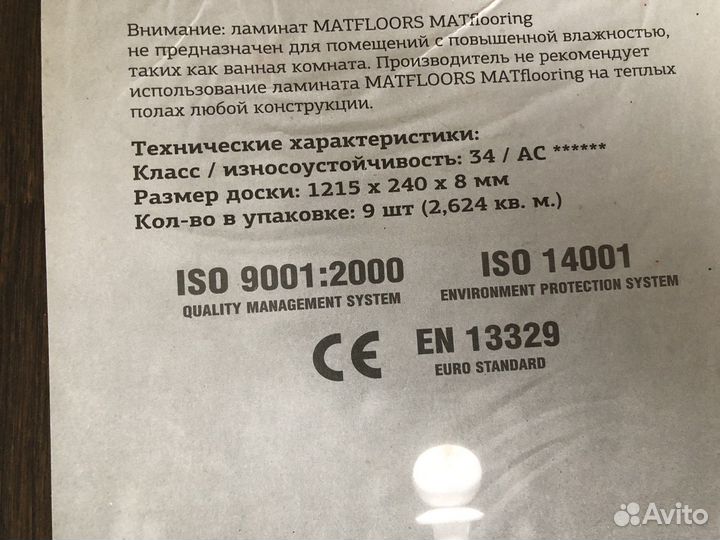 Внимание: ламинат MATFLOORS MATflooring
не предназначен для помещений с повышенной влажностью,
таких как ванная комната. Производитель не рекомендует
использование ламината MATFLOORS MATflooring на теплых
полах любой конструкции.
Технические характеристики:
Класс / износоустойчивость: 34 / АС ******
Размер доски: 1215 х 240 х 8 мм
Кол-во в упаковке: 9 шт (2,624 кв. м.)
ISO 9001:2000
QUALITY MANAGEMENT SYSTEM
ISO 14001
ENVIRONMENT PROTECTION SYSTEM
CE
EN 13329
EURO STANDARD
Avito